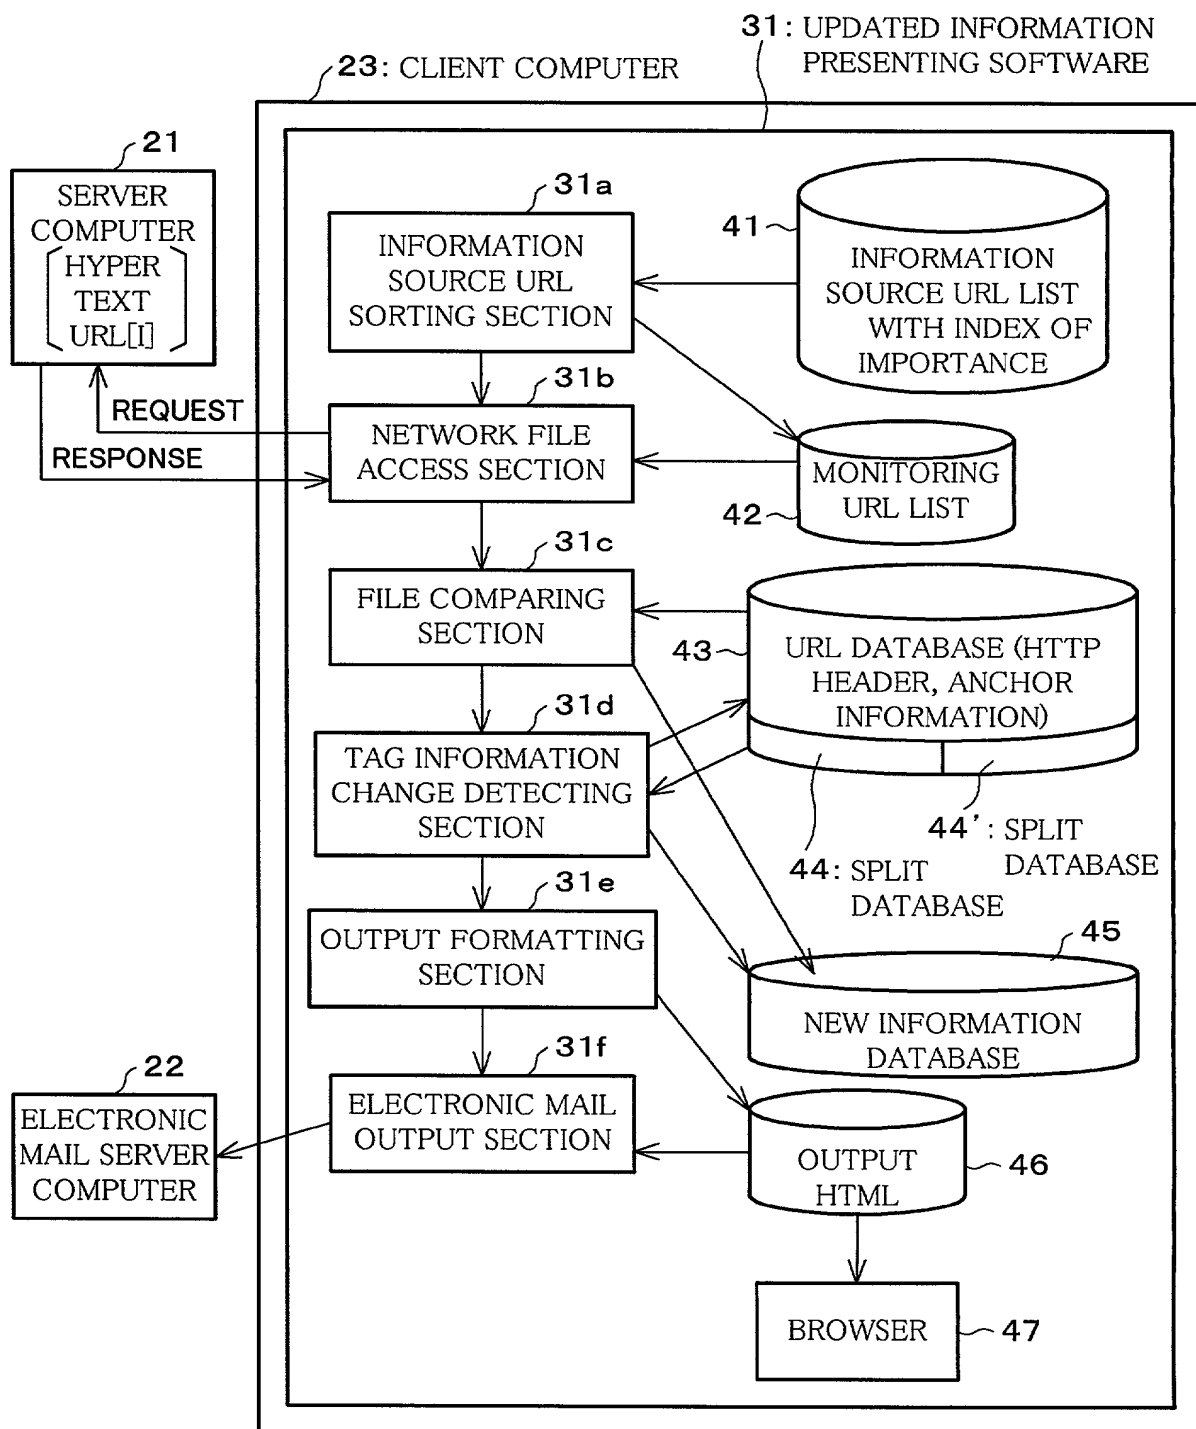 31: UPDATED INFORMATION
PRESENTING SOFTWARE
23: CLIENT COMPUTER
21
SERVER
COMPUTER
HYPER
TEXT
URL[I]
31a
INFORMATION
SOURCE URL
SORTING SECTION
41
INFORMATION
SOURCE URL LIST
WITH INDEX OF
IMPORTANCE
REQUEST
RESPONSE
31b
NETWORK FILE
ACCESS SECTION
MONITORING
URL LIST
42
31c
FILE COMPARING
SECTION
43
URL DATABASE (HTTP
HEADER, ANCHOR
INFORMATION)
31d
TAG INFORMATION
CHANGE DETECTING
SECTION
44': SPLIT
DATABASE
44: SPLIT
DATABASE
31e
OUTPUT FORMATTING
SECTION
45
NEW INFORMATION
DATABASE
31f
ELECTRONIC MAIL
OUTPUT SECTION
22
ELECTRONIC
MAIL SERVER
COMPUTER
OUTPUT
HTML
46
BROWSER
47